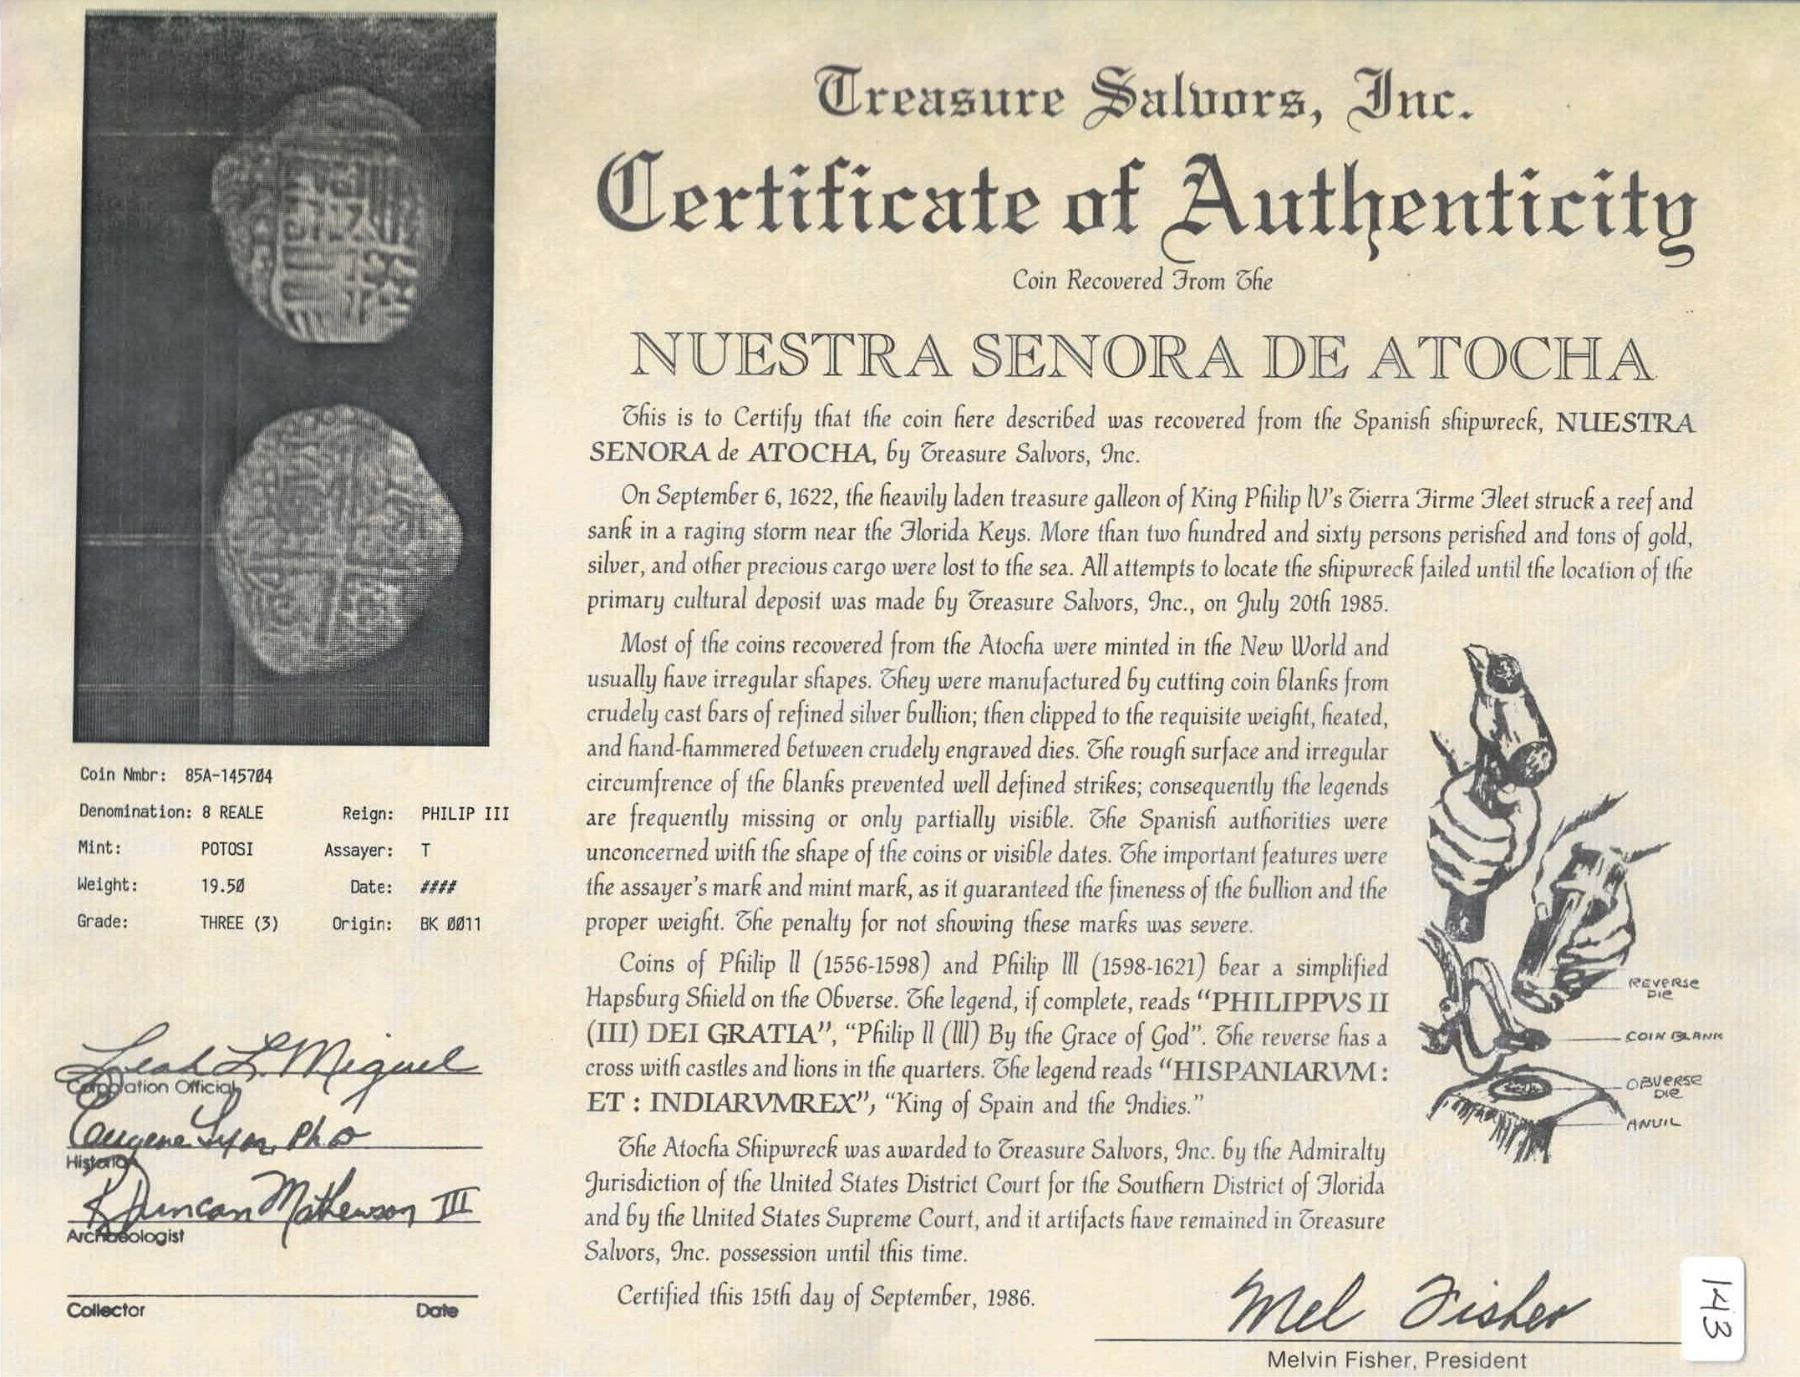 Treasure Salvors, Inc.
Certificate of Authenticity
Coin Recovered From The
NUESTRA SENORA DE ATOCHA
This is to Certify that the coin here described was recovered from the Spanish shipwreck, NUESTRA
SENORA de ATOCHA, by Treasure Salvors, Inc.
On September 6, 1622, the heavily laden treasure galleon of King Philip IV's Tierra Firme Fleet struck a reef and
sank in a raging storm near the Florida Keys. More than two hundred and sixty persons perished and tons of gold,
silver, and other precious cargo were lost to the sea. All attempts to locate the shipwreck failed until the location of the
primary cultural deposit was made by Treasure Salvors, Inc., on July 20th 1985.
Most of the coins recovered from the Atocha were minted in the New World and
usually have irregular shapes. They were manufactured by cutting coin blanks from
crudely cast bars of refined silver bullion; then clipped to the requisite weight, heated,
and hand-hammered between crudely engraved dies. The rough surface and irregular
circumfrence of the blanks prevented well defined strikes; consequently the legends
are frequently missing or only partially visible. The Spanish authorities were
unconcerned with the shape of the coins or visible dates. The important features were
the assayer's mark and mint mark, as it guaranteed the fineness of the bullion and the
proper weight. The penalty for not showing these marks was severe.
Coins of Philip II (1556-1598) and Philip III (1598-1621) bear a simplified
Hapsburg Shield on the Obverse. The legend, if complete, reads "PHILIPPVS II
(III) DEI GRATIA", "Philip II (III) By the Grace of God". The reverse has a
cross with castles and lions in the quarters. The legend reads "HISPANIARVM :
ET : INDIARVMREX", "King of Spain and the Indies."
The Atocha Shipwreck was awarded to Treasure Salvors, Inc. by the Admiralty
Jurisdiction of the United States District Court for the Southern District of Florida
and by the United States Supreme Court, and it artifacts have remained in Treasure
Salvors, Inc. possession until this time.
Certified this 15th day of September, 1986.
Mel Fisher
Melvin Fisher, President
REVERSE
DIE
COIN BLANK
OBVERSE
DIE
ANVIL
Coin Nmbr: 85A-145704
Denomination: 8 REALE Reign: PHILIP III
Mint: POTOSI Assayer: T
Weight: 19.50 Date: ####
Grade: THREE (3) Origin: BK 0011
Leah L. Miguel
Corporation Official
Eugene Lyon, PhD
Historian
R Duncan Mathewson III
Archaeologist
Collector Date
143